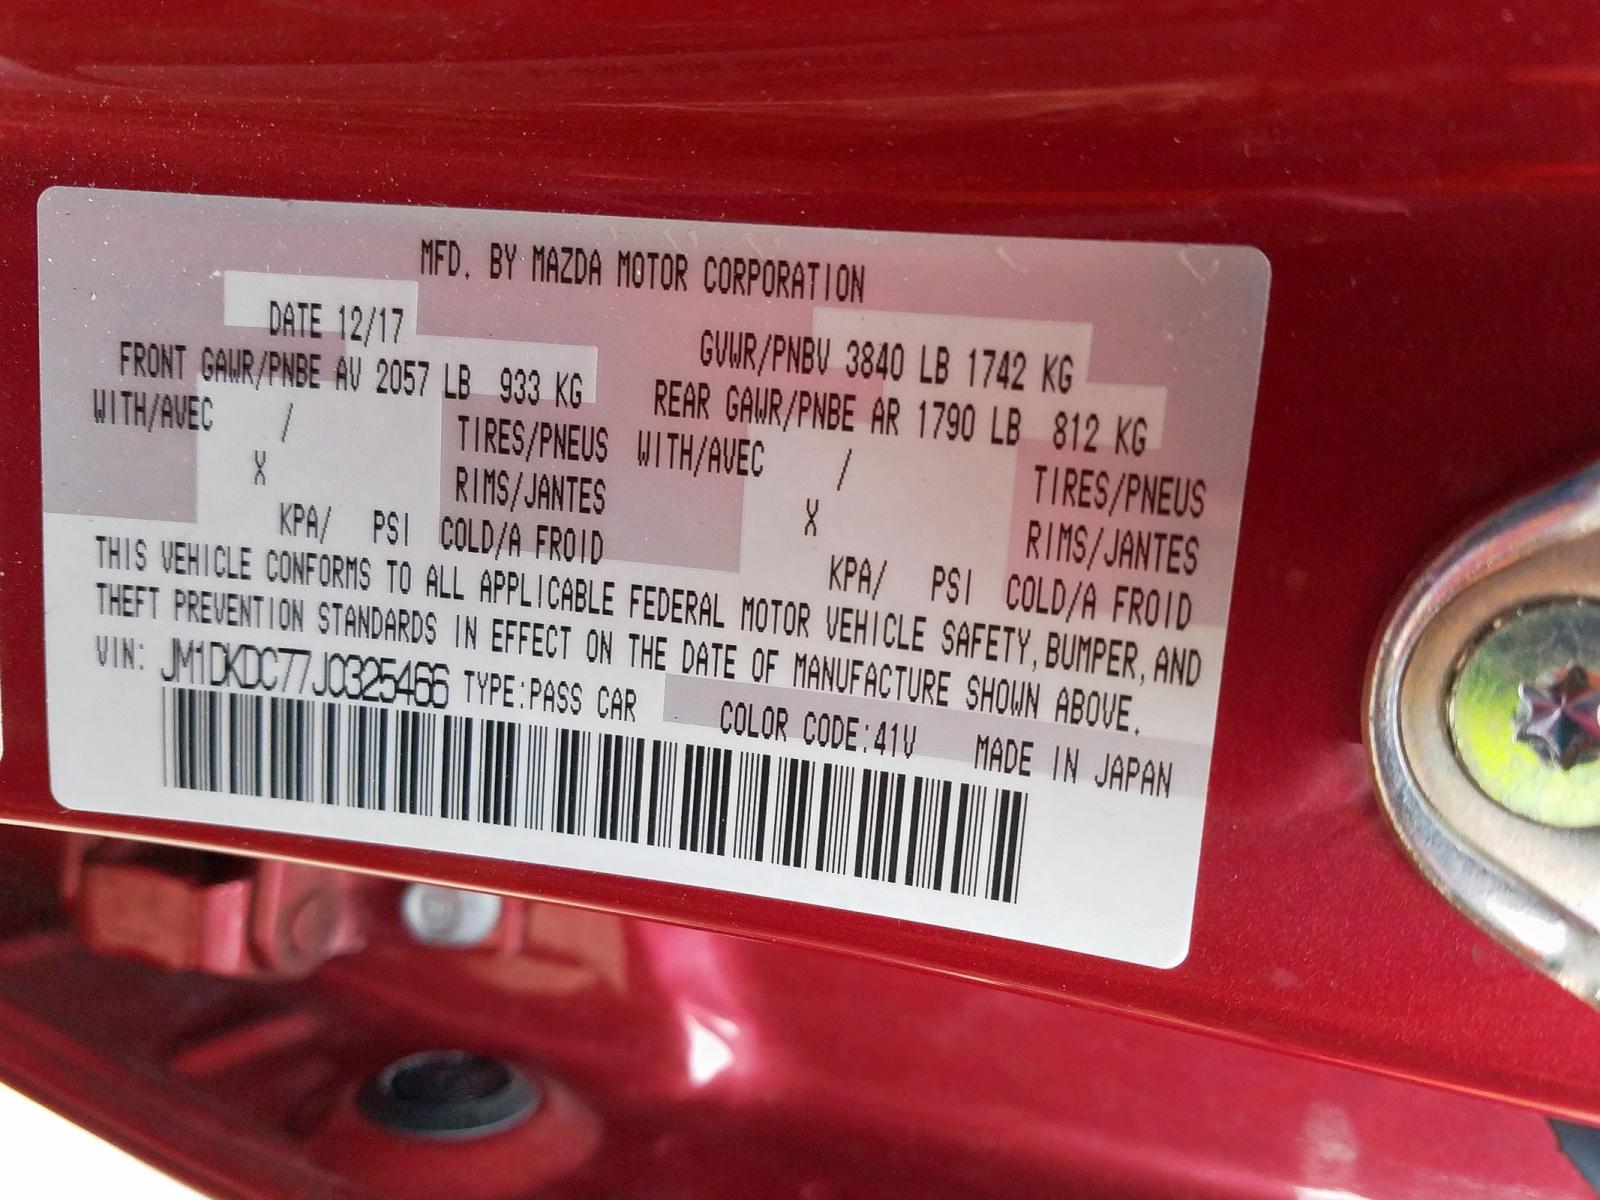 MFD. BY MAZDA MOTOR CORPORATION
DATE 12/17 GVWR/PNBV 3840 LB 1742 KG
FRONT GAWR/PNBE AV 2057 LB 933 KG REAR GAWR/PNBE AR 1790 LB 812 KG
WITH/AVEC / TIRES/PNEUS WITH/AVEC / TIRES/PNEUS
X RIMS/JANTES X RIMS/JANTES
KPA/ PSI COLD/A FROID KPA/ PSI COLD/A FROID
THIS VEHICLE CONFORMS TO ALL APPLICABLE FEDERAL MOTOR VEHICLE SAFETY, BUMPER, AND
THEFT PREVENTION STANDARDS IN EFFECT ON THE DATE OF MANUFACTURE SHOWN ABOVE.
VIN: JM1DKDC77J0325466 TYPE:PASS CAR COLOR CODE:41V MADE IN JAPAN